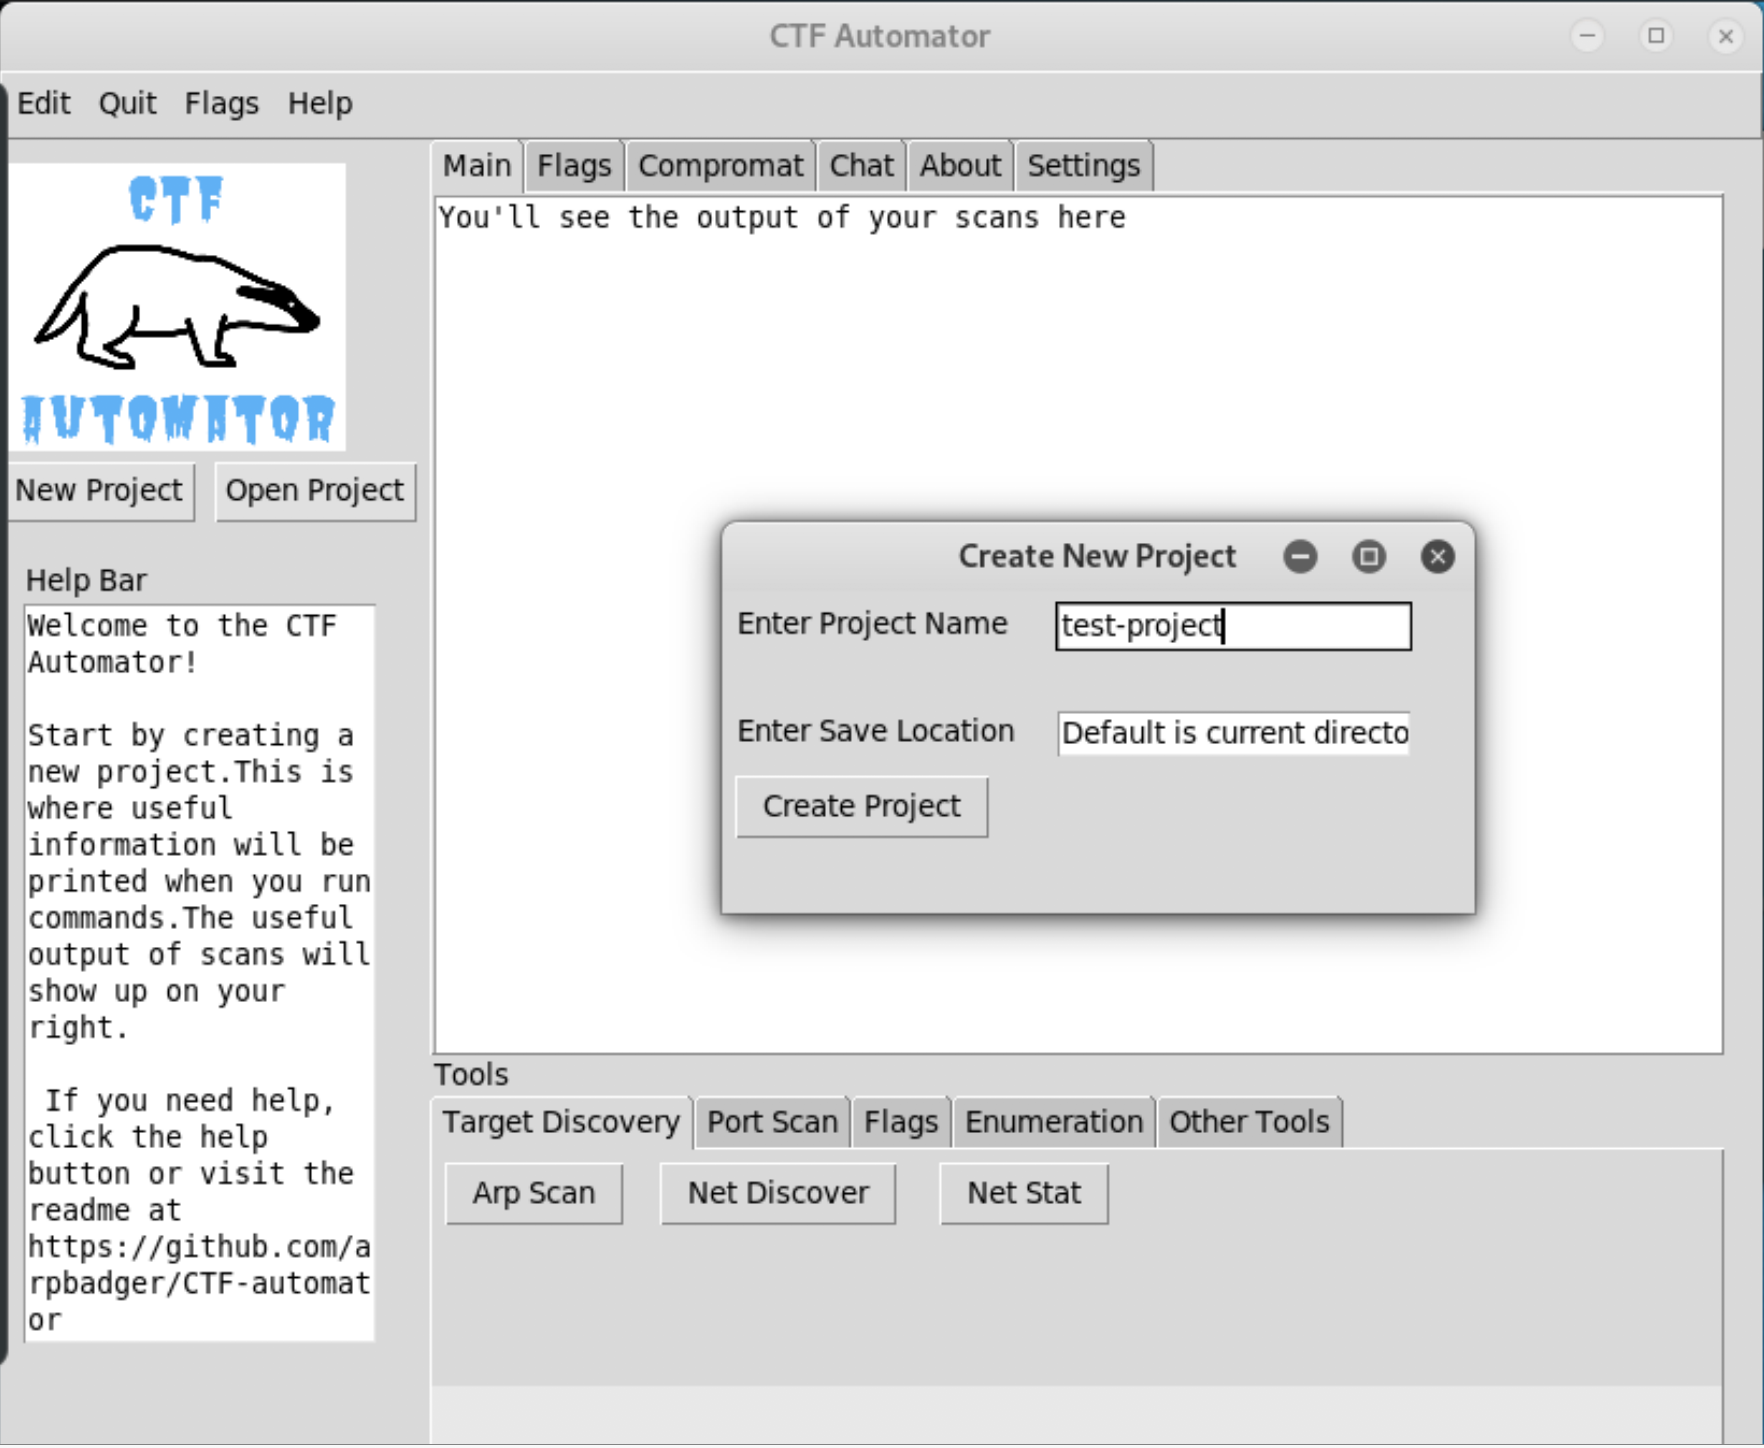 CTF Automator
Edit Quit Flags Help
CTF
AUTOMATOR
New Project Open Project
Help Bar
Welcome to the CTF
Automator!
Start by creating a
new project.This is
where useful
information will be
printed when you run
commands.The useful
output of scans will
show up on your
right.
If you need help,
click the help
button or visit the
readme at
https://github.com/a
rpbadger/CTF-automat
or
Main Flags Compromat Chat About Settings
You'll see the output of your scans here
Create New Project
Enter Project Name test-project
Enter Save Location Default is current directo
Create Project
Tools
Target Discovery Port Scan Flags Enumeration Other Tools
Arp Scan Net Discover Net Stat